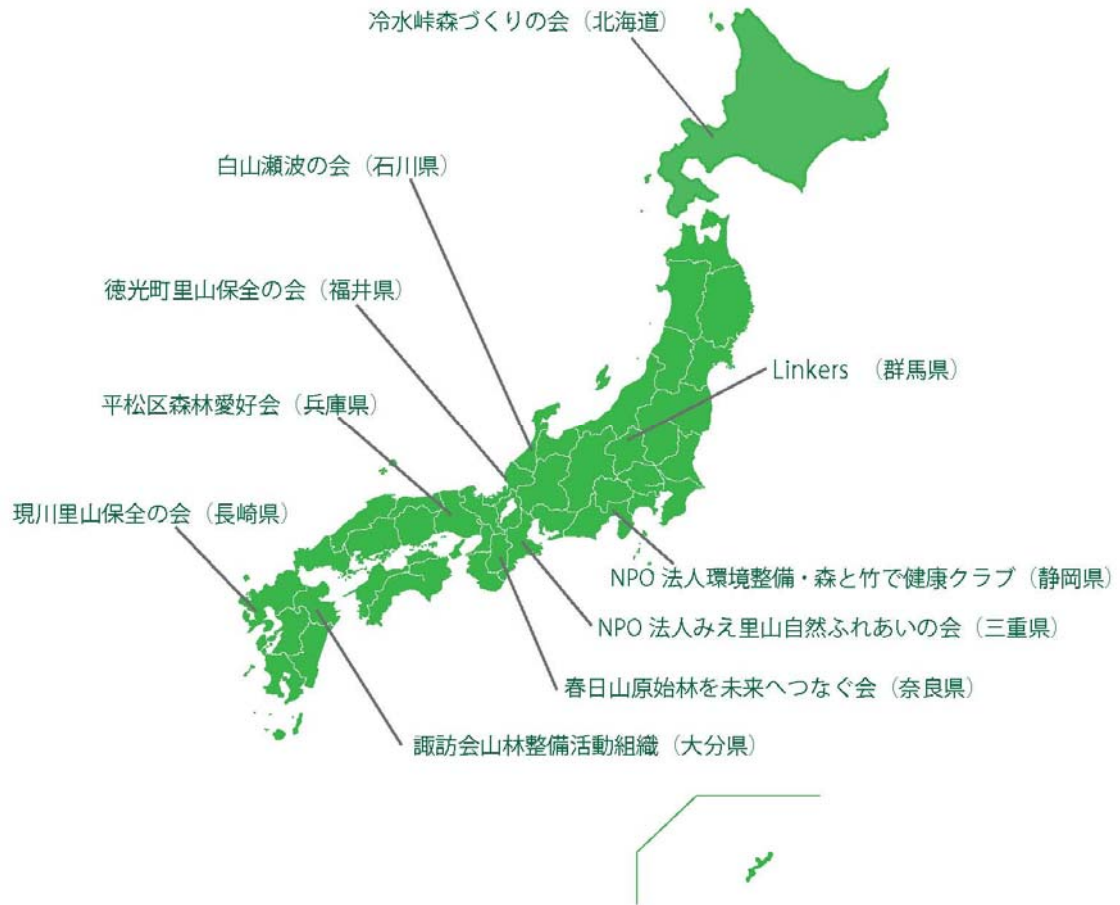 冷水峠森づくりの会（北海道）
白山瀬波の会（石川県）
徳光町里山保全の会（福井県）
Linkers （群馬県）
平松区森林愛好会（兵庫県）
現川里山保全の会（長崎県）
NPO 法人環境整備・森と竹で健康クラブ（静岡県）
NPO 法人みえ里山自然ふれあいの会（三重県）
春日山原始林を未来へつなぐ会（奈良県）
諏訪会山林整備活動組織（大分県）